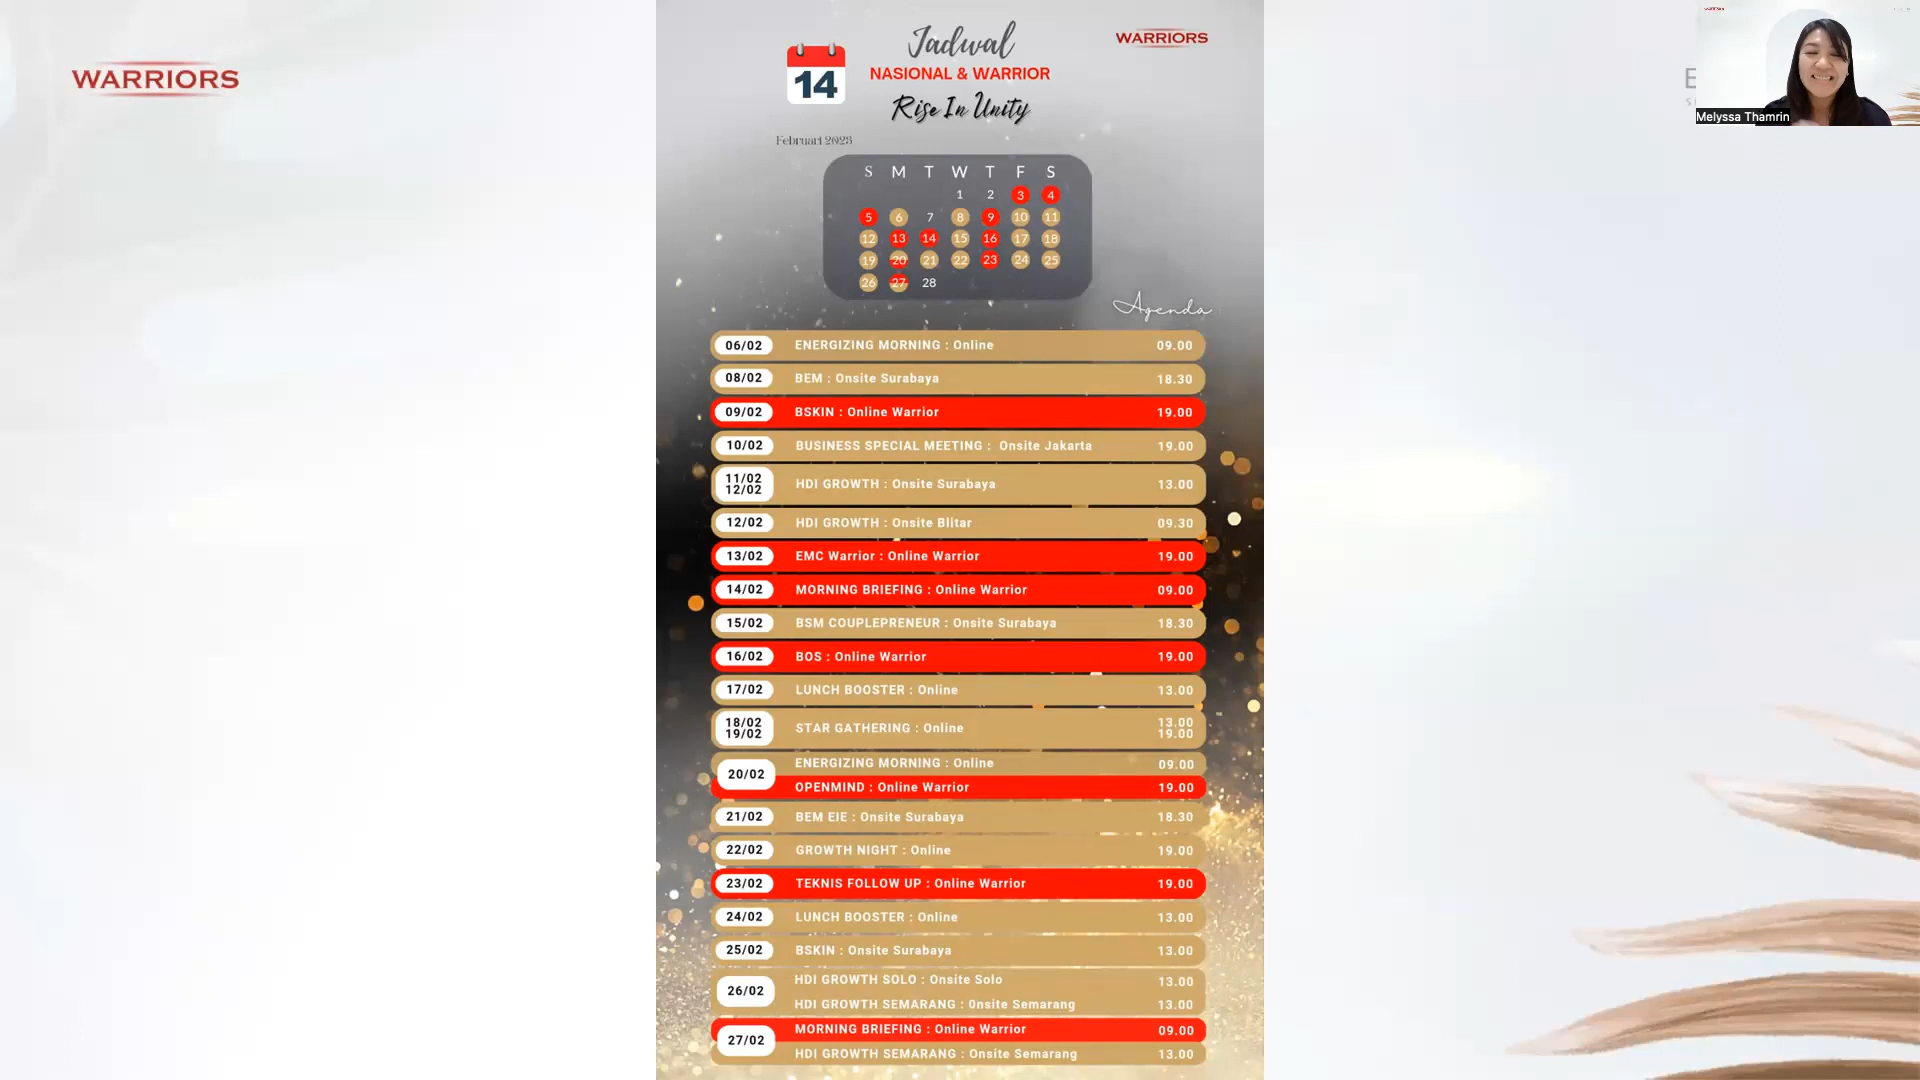 WARRIORS
Jadwal
NASIONAL & WARRIOR
Rise In Unity
WARRIORS
14
Melyssa Thamrin
Februari 2023
S M T W T F S
1 2 3 4
5 6 7 8 9 10 11
12 13 14 15 16 17 18
19 20 21 22 23 24 25
26 27 28
Agenda
06/02 ENERGIZING MORNING : Online 09.00
08/02 BEM : Onsite Surabaya 18.30
09/02 BSKIN : Online Warrior 19.00
10/02 BUSINESS SPECIAL MEETING : Onsite Jakarta 19.00
11/02
12/02 HDI GROWTH : Onsite Surabaya 13.00
12/02 HDI GROWTH : Onsite Blitar 09.30
13/02 EMC Warrior : Online Warrior 19.00
14/02 MORNING BRIEFING : Online Warrior 09.00
15/02 BSM COUPLEPRENEUR : Onsite Surabaya 18.30
16/02 BOS : Online Warrior 19.00
17/02 LUNCH BOOSTER : Online 13.00
18/02 13.00
19/02 STAR GATHERING : Online 19.00
20/02 ENERGIZING MORNING : Online 09.00
OPENMIND : Online Warrior 19.00
21/02 BEM EIE : Onsite Surabaya 18.30
22/02 GROWTH NIGHT : Online 19.00
23/02 TEKNIS FOLLOW UP : Online Warrior 19.00
24/02 LUNCH BOOSTER : Online 13.00
25/02 BSKIN : Onsite Surabaya 13.00
26/02 HDI GROWTH SOLO : Onsite Solo 13.00
HDI GROWTH SEMARANG : 0nsite Semarang 13.00
27/02 MORNING BRIEFING : Online Warrior 09.00
HDI GROWTH SEMARANG : Onsite Semarang 13.00